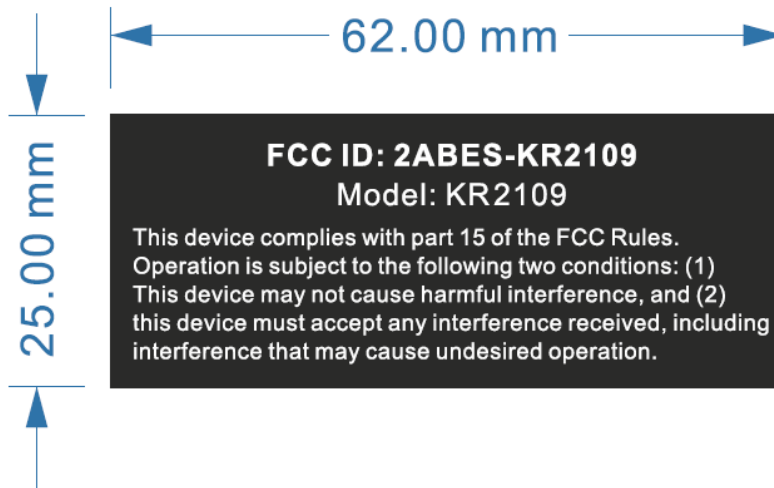 62.00 mm
25.00 mm
FCC ID: 2ABES-KR2109
Model: KR2109
This device complies with part 15 of the FCC Rules.
Operation is subject to the following two conditions: (1)
This device may not cause harmful interference, and (2)
this device must accept any interference received, including
interference that may cause undesired operation.